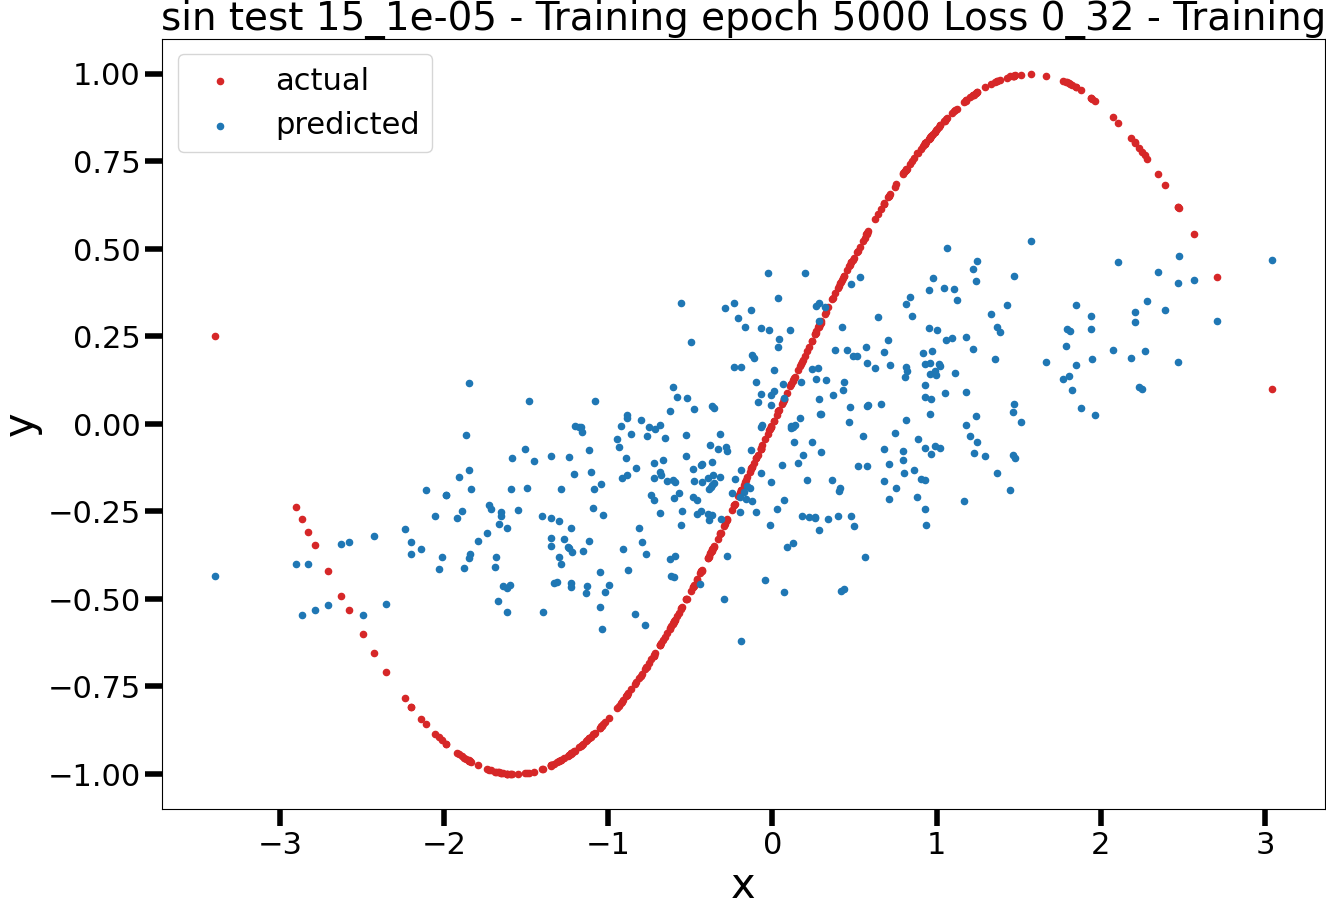 sin test 15_1e-05 - Training epoch 5000 Loss 0_32 - Training
actual
predicted
1.00
0.75
0.50
0.25
0.00
−0.25
−0.50
−0.75
−1.00
y
−3 −2 −1 0 1 2 3
x